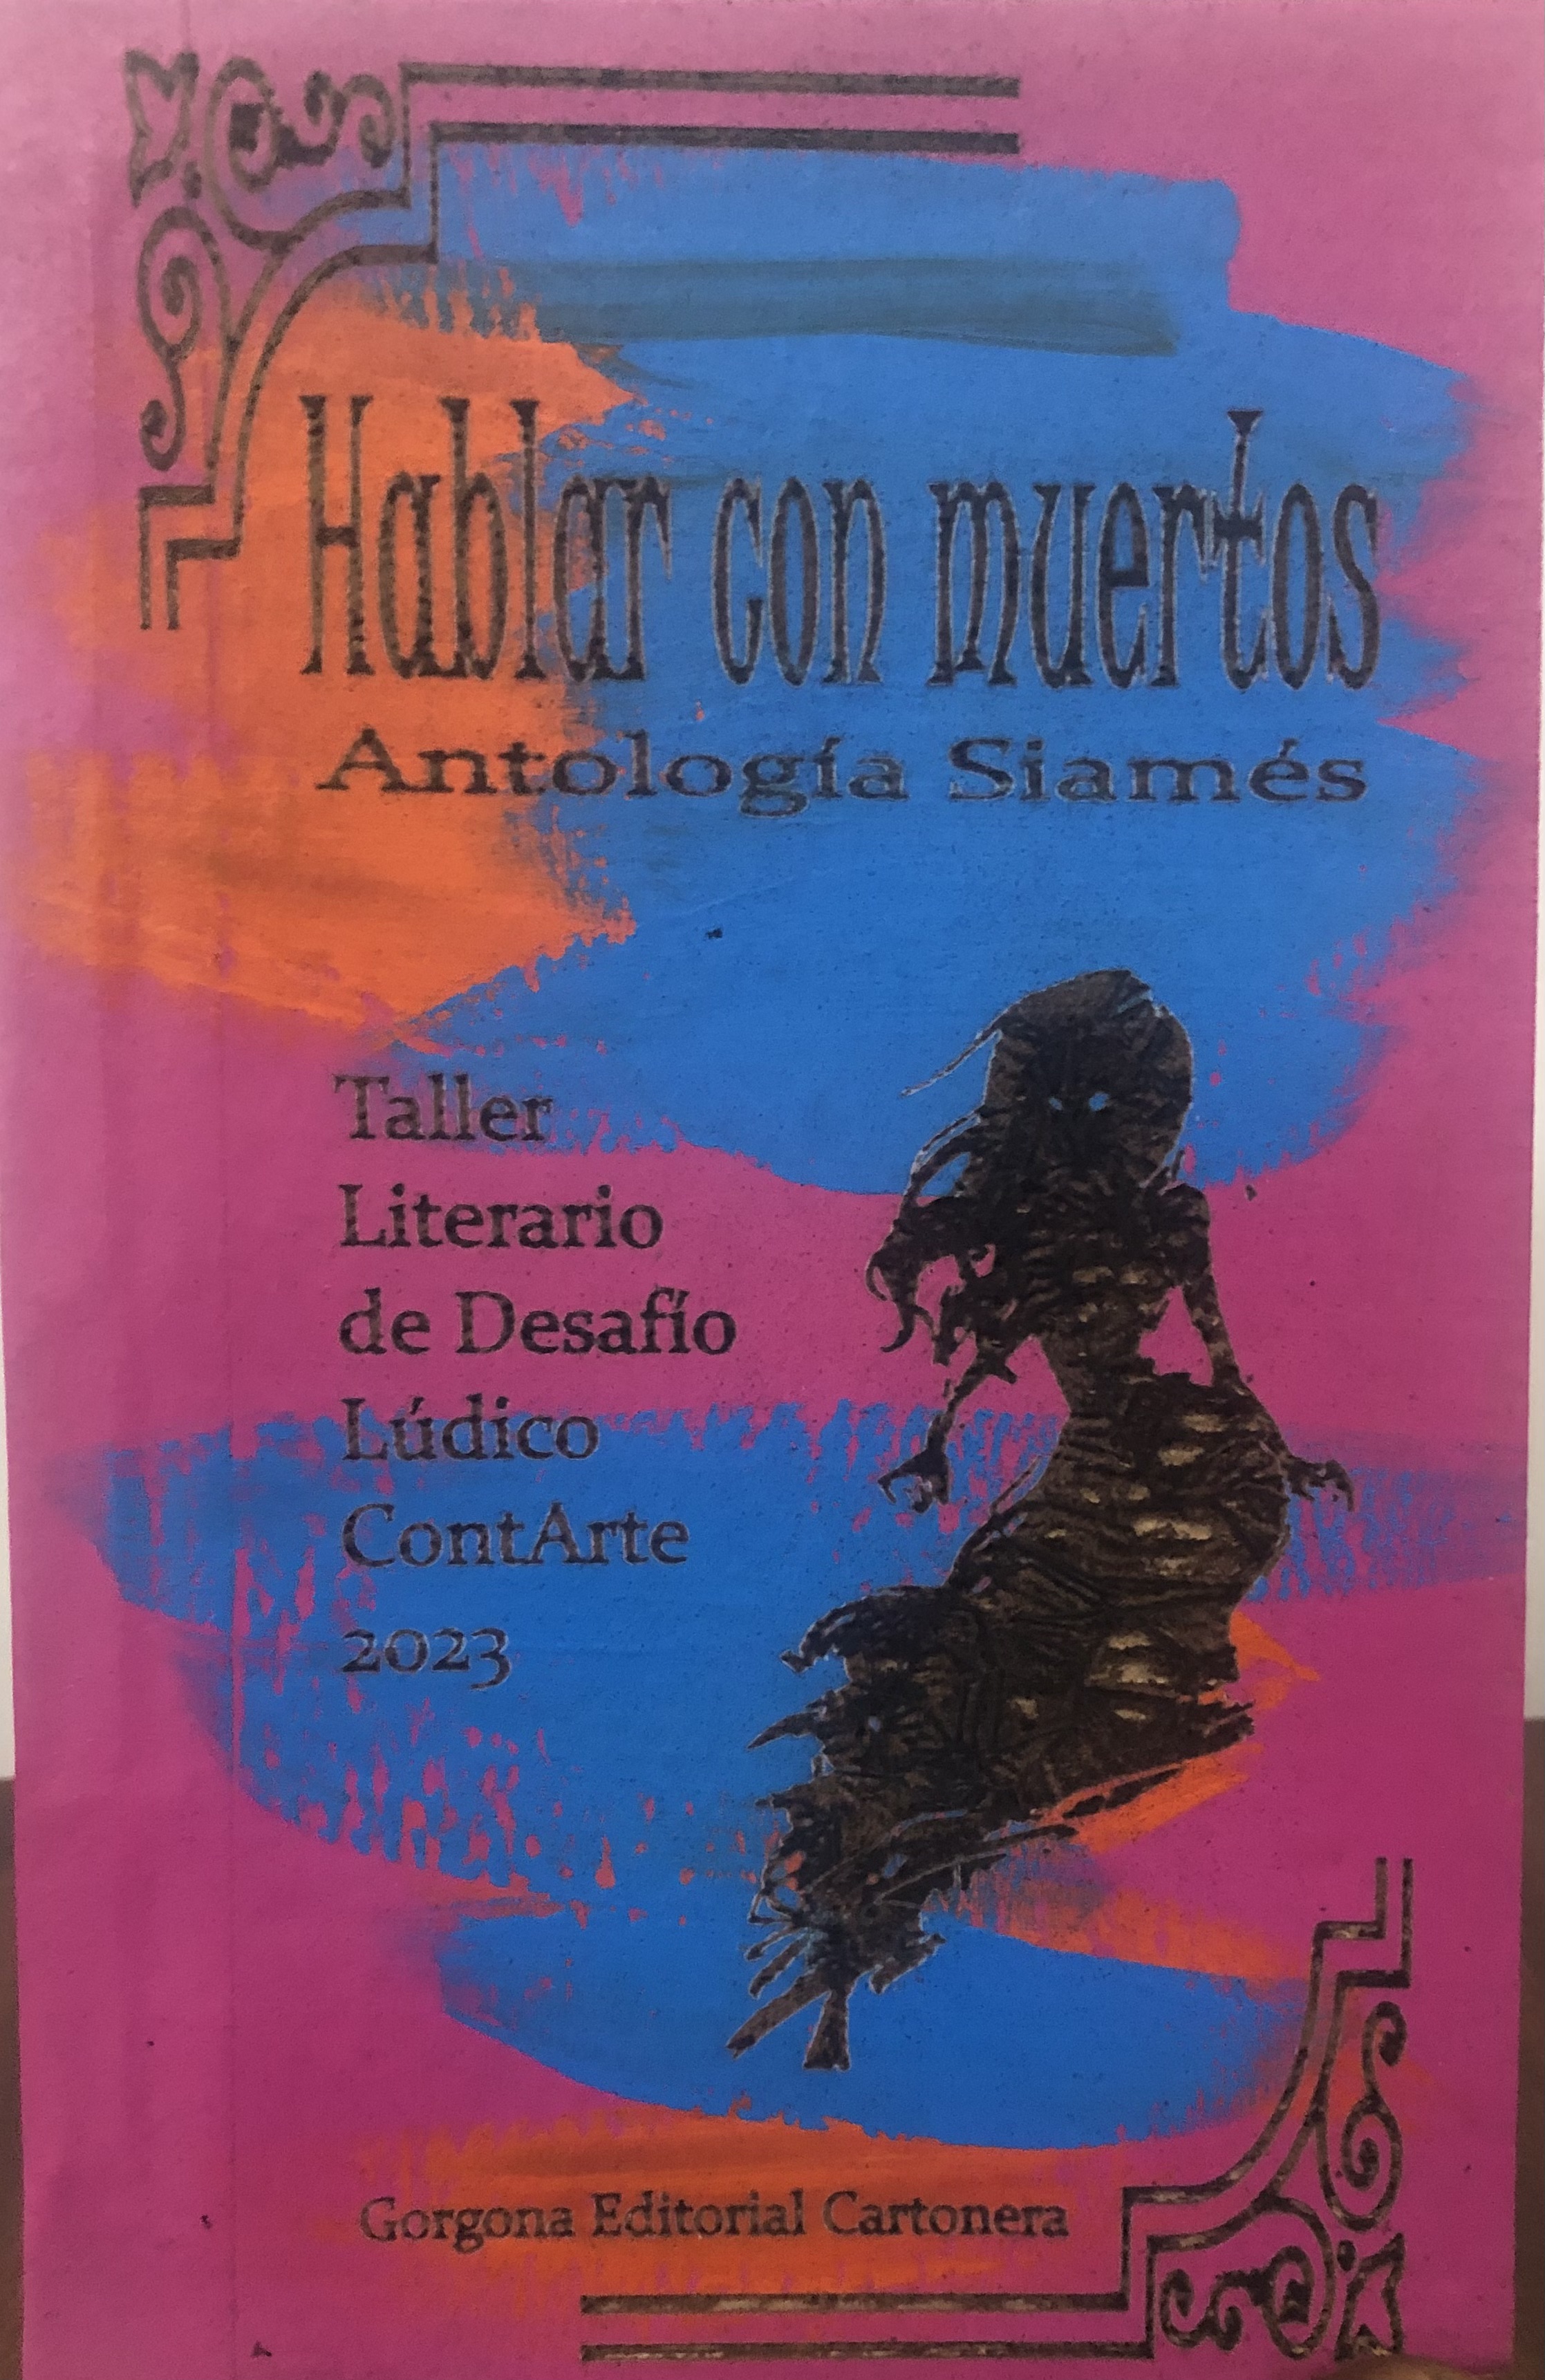 Hablar con muertos
Antología Siamés
Taller
Literario
de Desafío
Lúdico
ContArte
2023
Gorgona Editorial Cartonera